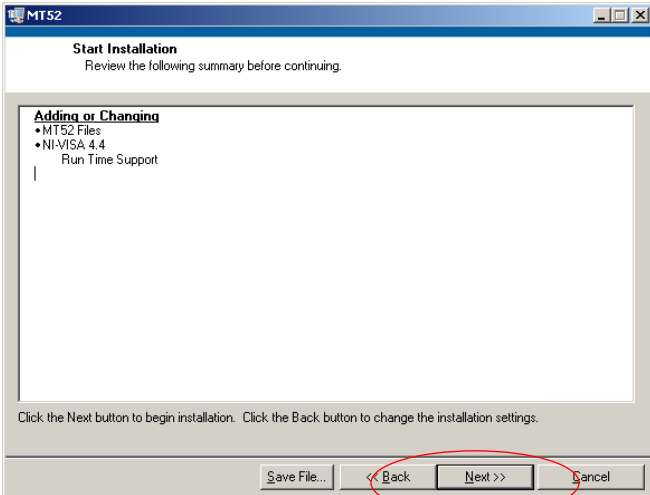 MT52
Start Installation
Review the following summary before continuing.
Adding or Changing
•MT52 Files
•NI-VISA 4.4
Run Time Support
Click the Next button to begin installation. Click the Back button to change the installation settings.
Save File... << Back Next >> Cancel